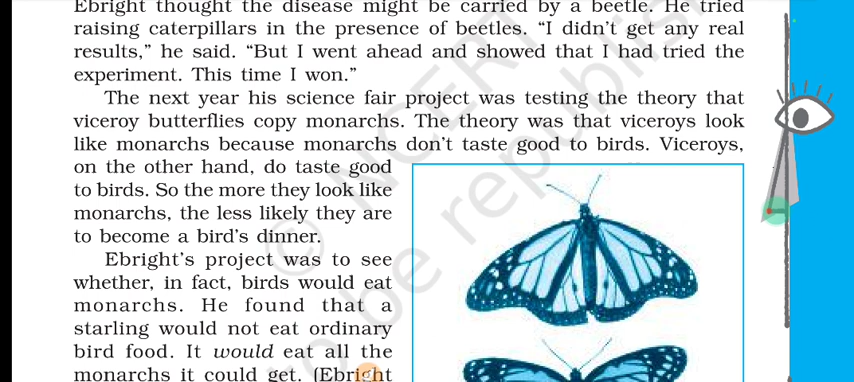 Ebright thought the disease might be carried by a beetle. He tried
raising caterpillars in the presence of beetles. “I didn’t get any real
results,” he said. “But I went ahead and showed that I had tried the
experiment. This time I won.”
The next year his science fair project was testing the theory that
viceroy butterflies copy monarchs. The theory was that viceroys look
like monarchs because monarchs don’t taste good to birds. Viceroys,
on the other hand, do taste good
to birds. So the more they look like
monarchs, the less likely they are
to become a bird’s dinner.
Ebright’s project was to see
whether, in fact, birds would eat
monarchs. He found that a
starling would not eat ordinary
bird food. It would eat all the
monarchs it could get. (Ebright
© NCERT
o be republish